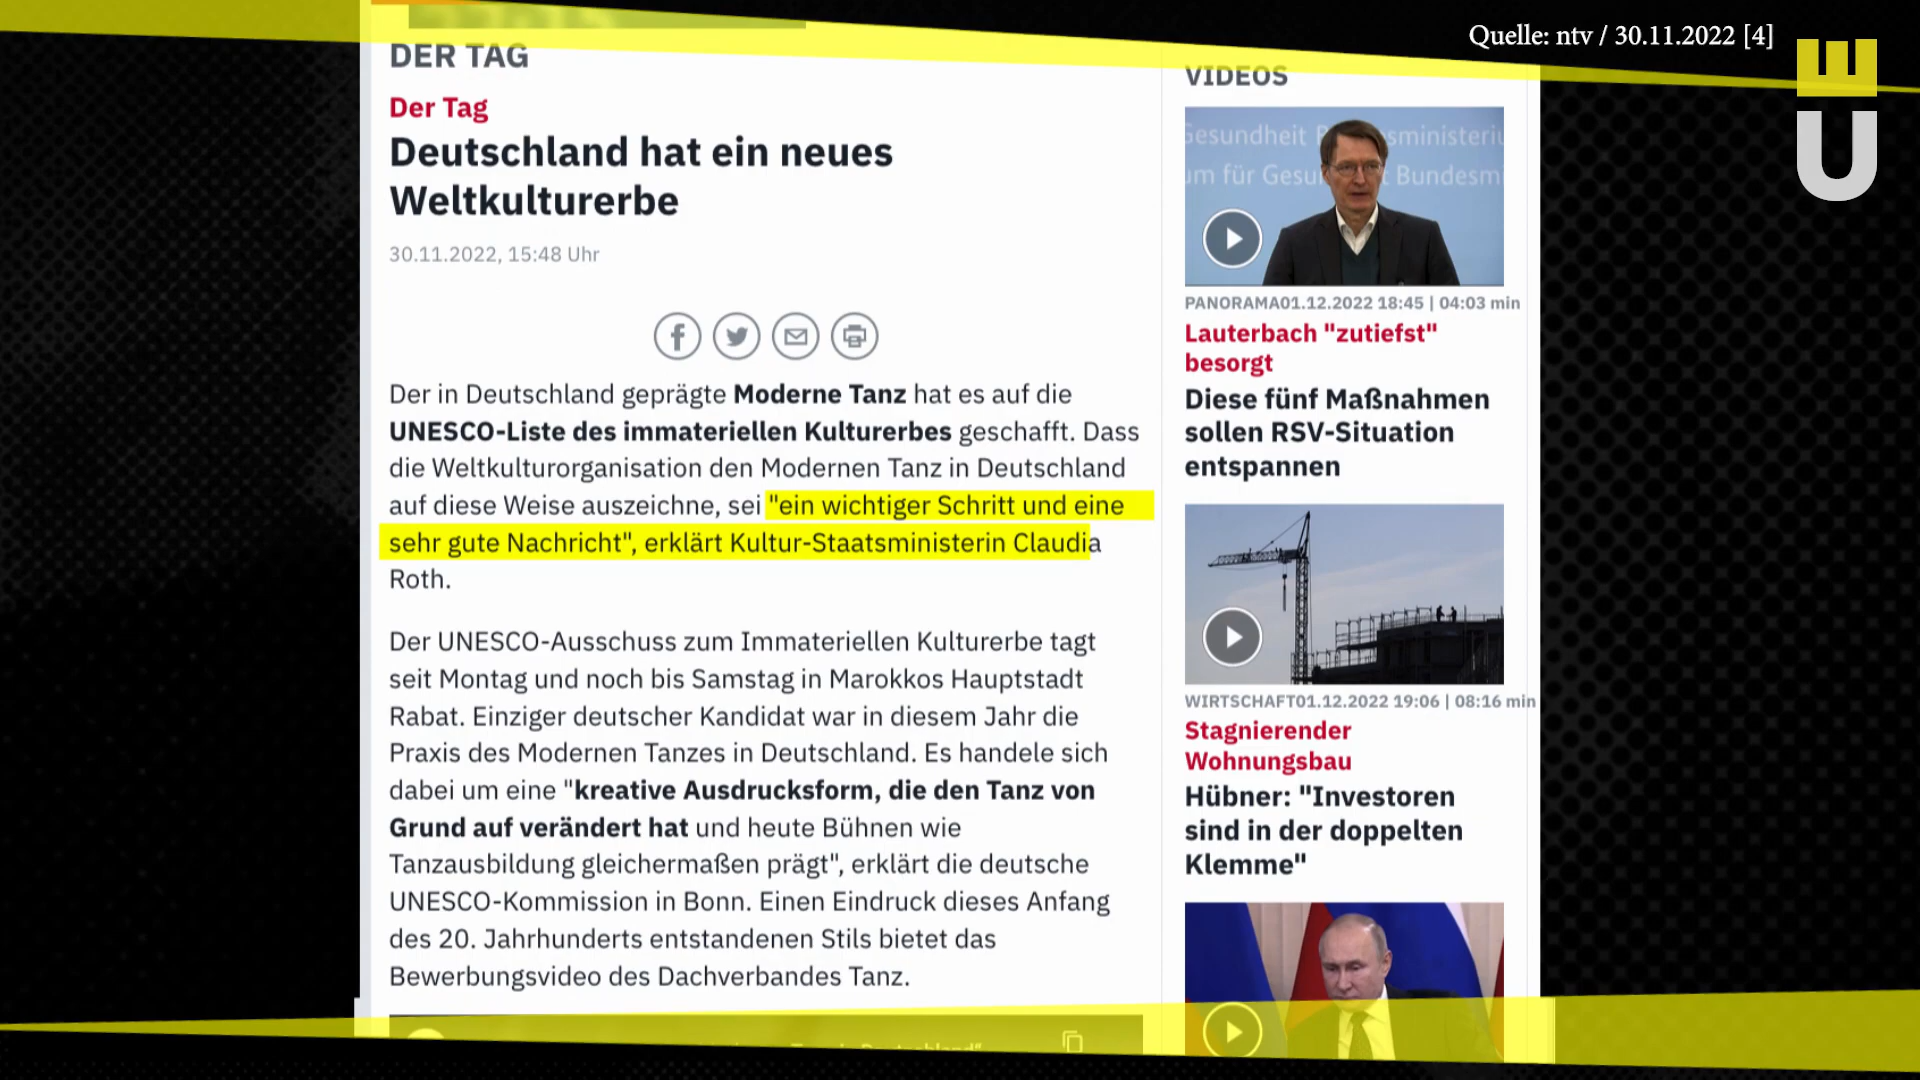 Quelle: ntv / 30.11.2022 [4]
EU
DER TAG
Der Tag
Deutschland hat ein neues
Weltkulturerbe
30.11.2022, 15:48 Uhr
Der in Deutschland geprägte Moderne Tanz hat es auf die
UNESCO-Liste des immateriellen Kulturerbes geschafft. Dass
die Weltkulturorganisation den Modernen Tanz in Deutschland
auf diese Weise auszeichne, sei "ein wichtiger Schritt und eine
sehr gute Nachricht", erklärt Kultur-Staatsministerin Claudia
Roth.
Der UNESCO-Ausschuss zum Immateriellen Kulturerbe tagt
seit Montag und noch bis Samstag in Marokkos Hauptstadt
Rabat. Einziger deutscher Kandidat war in diesem Jahr die
Praxis des Modernen Tanzes in Deutschland. Es handele sich
dabei um eine "kreative Ausdrucksform, die den Tanz von
Grund auf verändert hat und heute Bühnen wie
Tanzausbildung gleichermaßen prägt", erklärt die deutsche
UNESCO-Kommission in Bonn. Einen Eindruck dieses Anfang
des 20. Jahrhunderts entstandenen Stils bietet das
Bewerbungsvideo des Dachverbandes Tanz.
VIDEOS
Gesundheit B esministeriu
um für Gesun t Bundesmi
PANORAMA01.12.2022 18:45 | 04:03 min
Lauterbach "zutiefst"
besorgt
Diese fünf Maßnahmen
sollen RSV-Situation
entspannen
WIRTSCHAFT01.12.2022 19:06 | 08:16 min
Stagnierender
Wohnungsbau
Hübner: "Investoren
sind in der doppelten
Klemme"